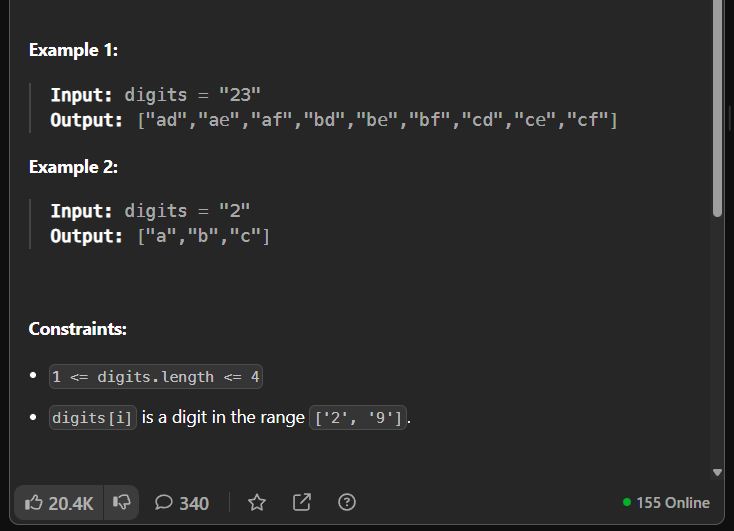 Example 1:
Input: digits = "23"
Output: ["ad","ae","af","bd","be","bf","cd","ce","cf"]
Example 2:
Input: digits = "2"
Output: ["a","b","c"]
Constraints:
• 1 <= digits.length <= 4
• digits[i] is a digit in the range ['2', '9'].
20.4K 340 155 Online